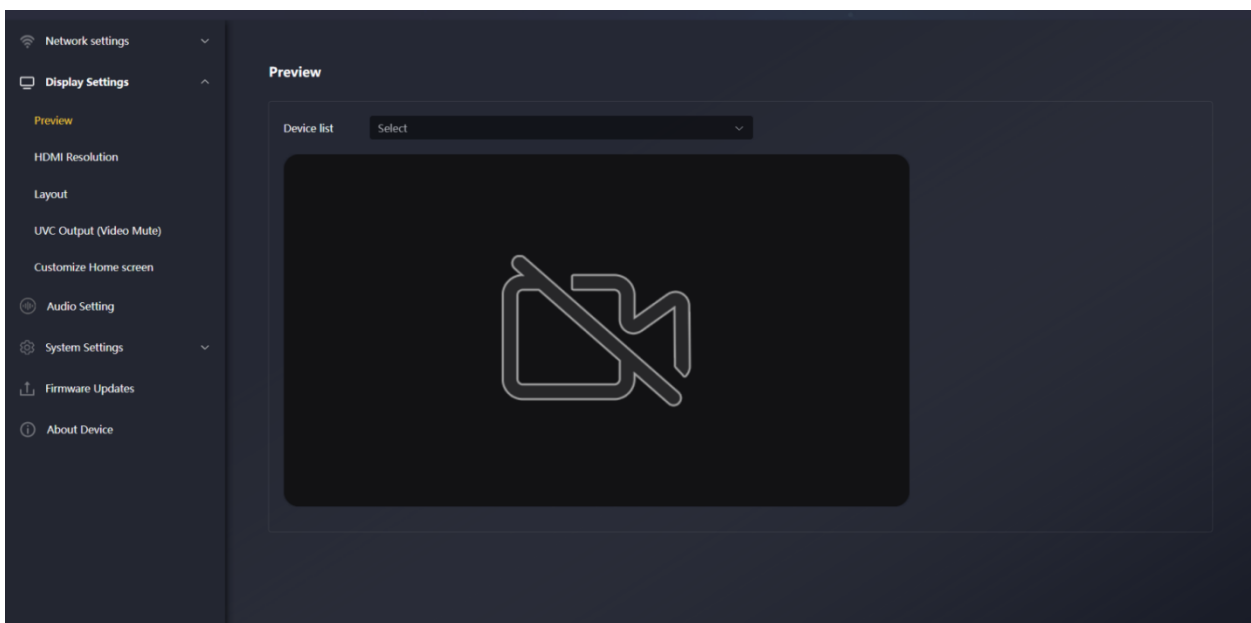 Network settings
Display Settings
Preview
HDMI Resolution
Layout
UVC Output (Video Mute)
Customize Home screen
Audio Setting
System Settings
Firmware Updates
About Device
Preview
Device list
Select